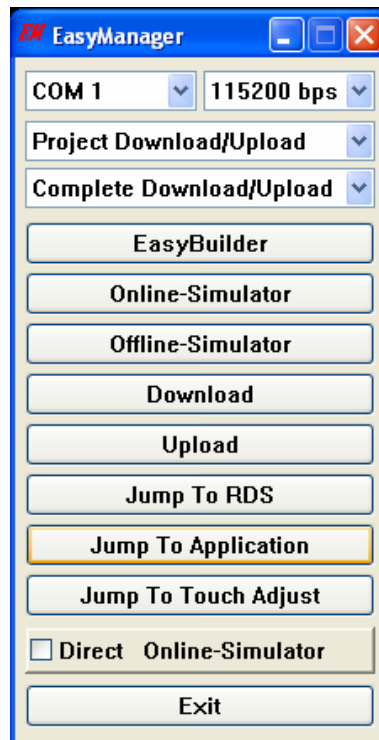 EM EasyManager
COM 1 115200 bps
Project Download/Upload
Complete Download/Upload
EasyBuilder
Online-Simulator
Offline-Simulator
Download
Upload
Jump To RDS
Jump To Application
Jump To Touch Adjust
Direct Online-Simulator
Exit